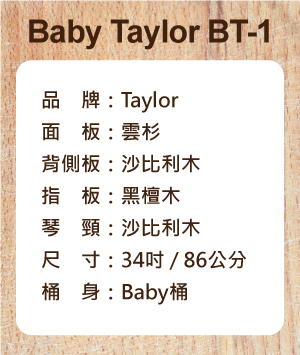 Baby Taylor BT-1
品　牌：Taylor
面　板：雲杉
背側板：沙比利木
指　板：黑檀木
琴　頸：沙比利木
尺　寸：34吋 / 86公分
桶　身：Baby桶